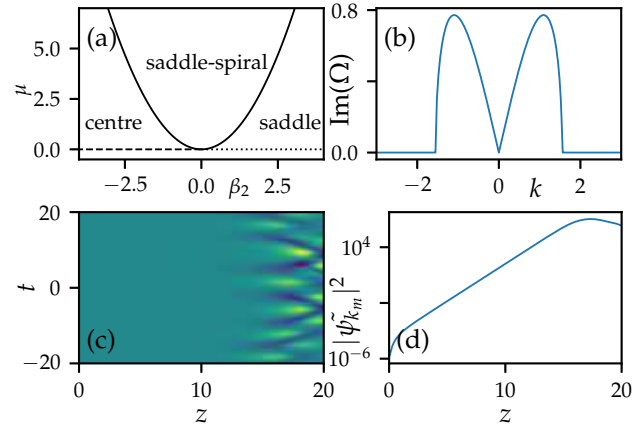 (a)
saddle-spiral
centre
saddle
μ
5.0
2.5
0.0
−2.5
0.0
β₂
2.5
(b)
Im(Ω)
0.8
0.0
−2
0
k
2
(c)
t
20
0
−20
0
10
20
z
(d)
|ψ̃ₖₘ|²
10⁴
10⁻⁶
0
10
20
z